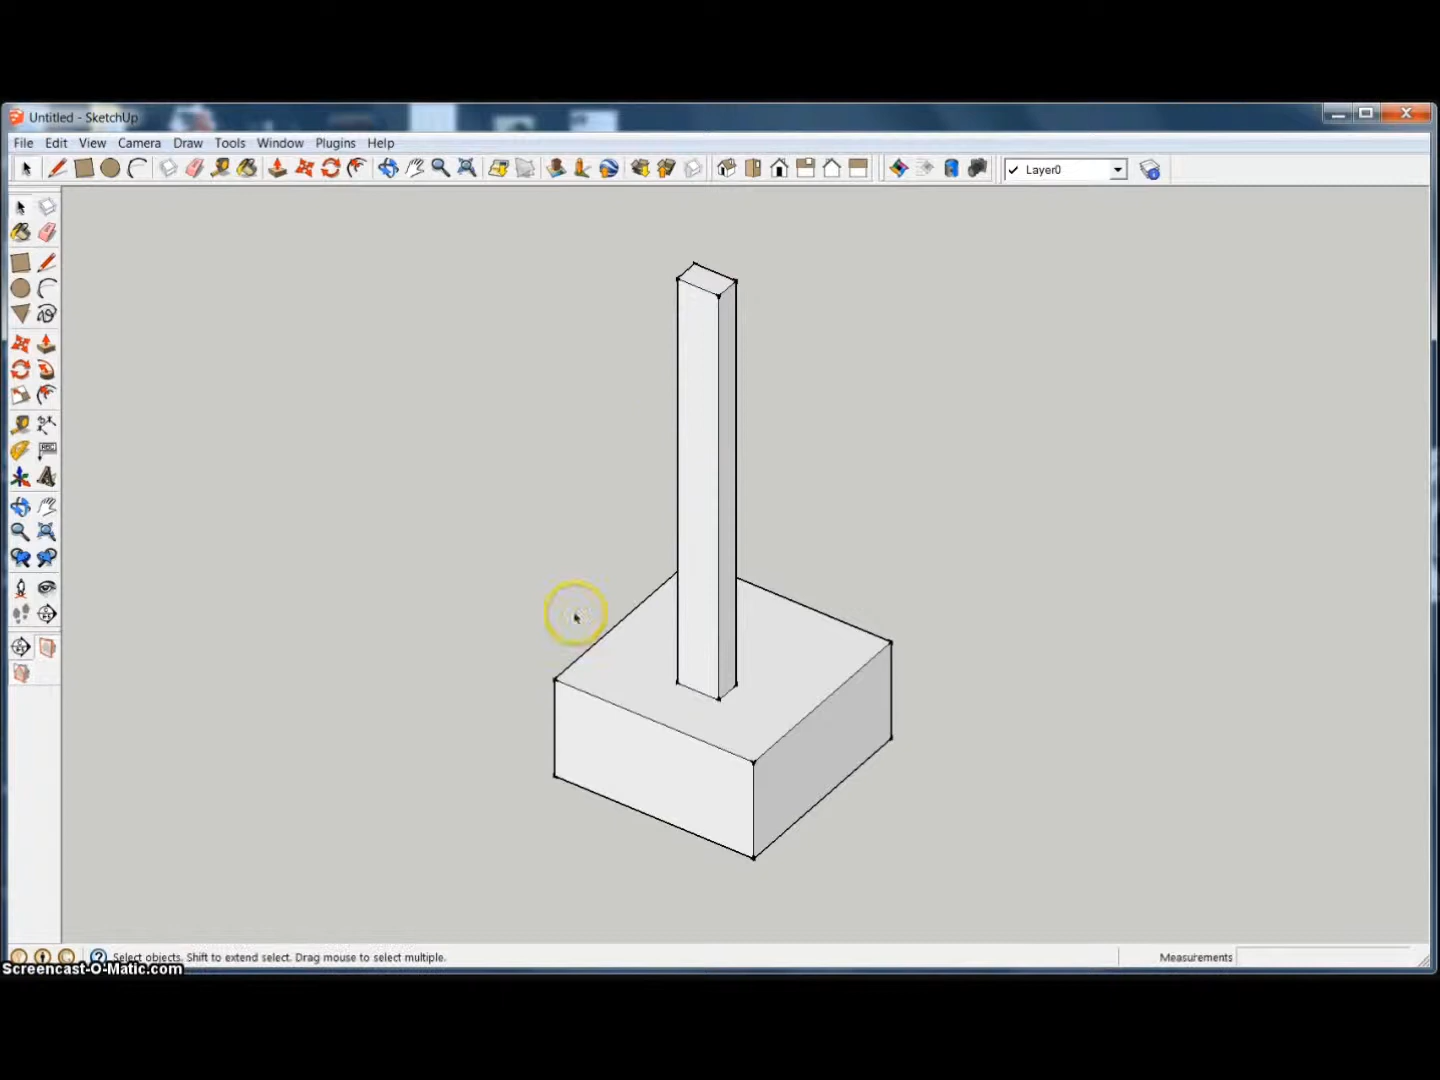 Untitled - SketchUp
File Edit View Camera Draw Tools Window Plugins Help
Layer0
Select objects. Shift to extend select. Drag mouse to select multiple.
Measurements
Screencast-O-Matic.com